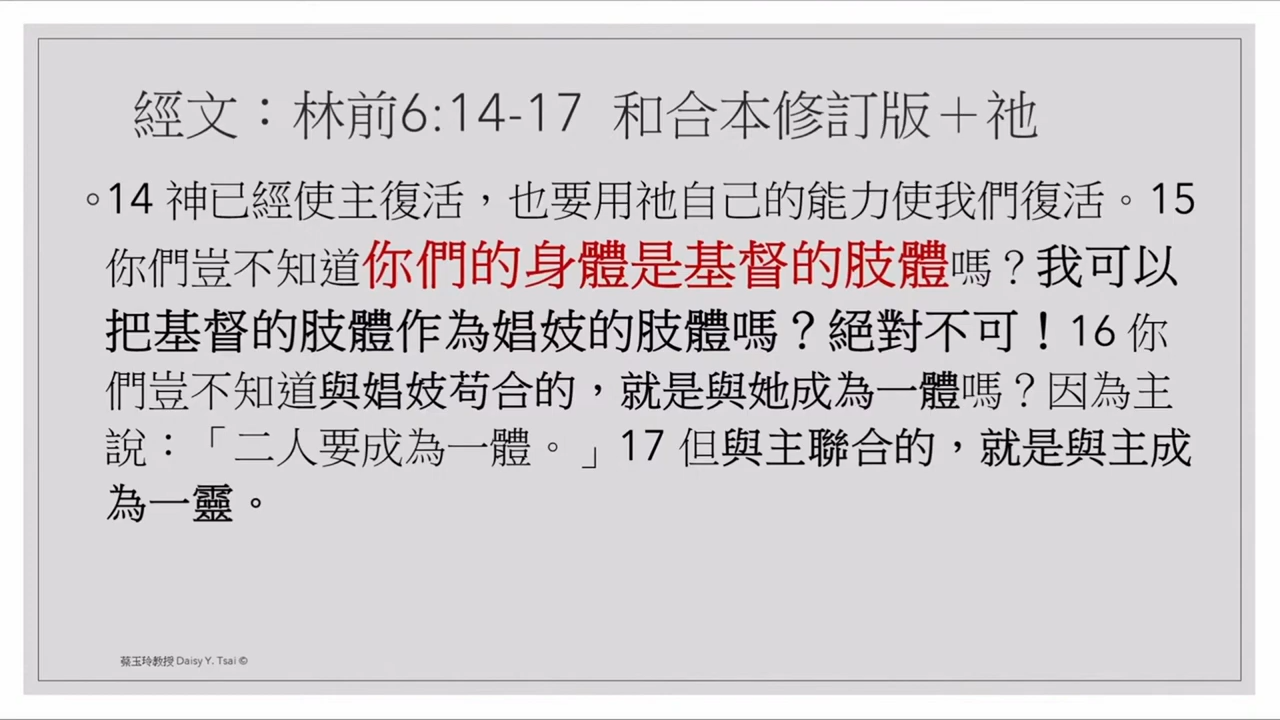 經文：林前6:14-17 和合本修訂版＋祂
◦14 神已經使主復活，也要用祂自己的能力使我們復活。15
你們豈不知道你們的身體是基督的肢體嗎？我可以
把基督的肢體作為娼妓的肢體嗎？絕對不可！16 你
們豈不知道與娼妓苟合的，就是與她成為一體嗎？因為主
說：「二人要成為一體。」17 但與主聯合的，就是與主成
為一靈。
蔡玉玲教授 Daisy Y. Tsai ©